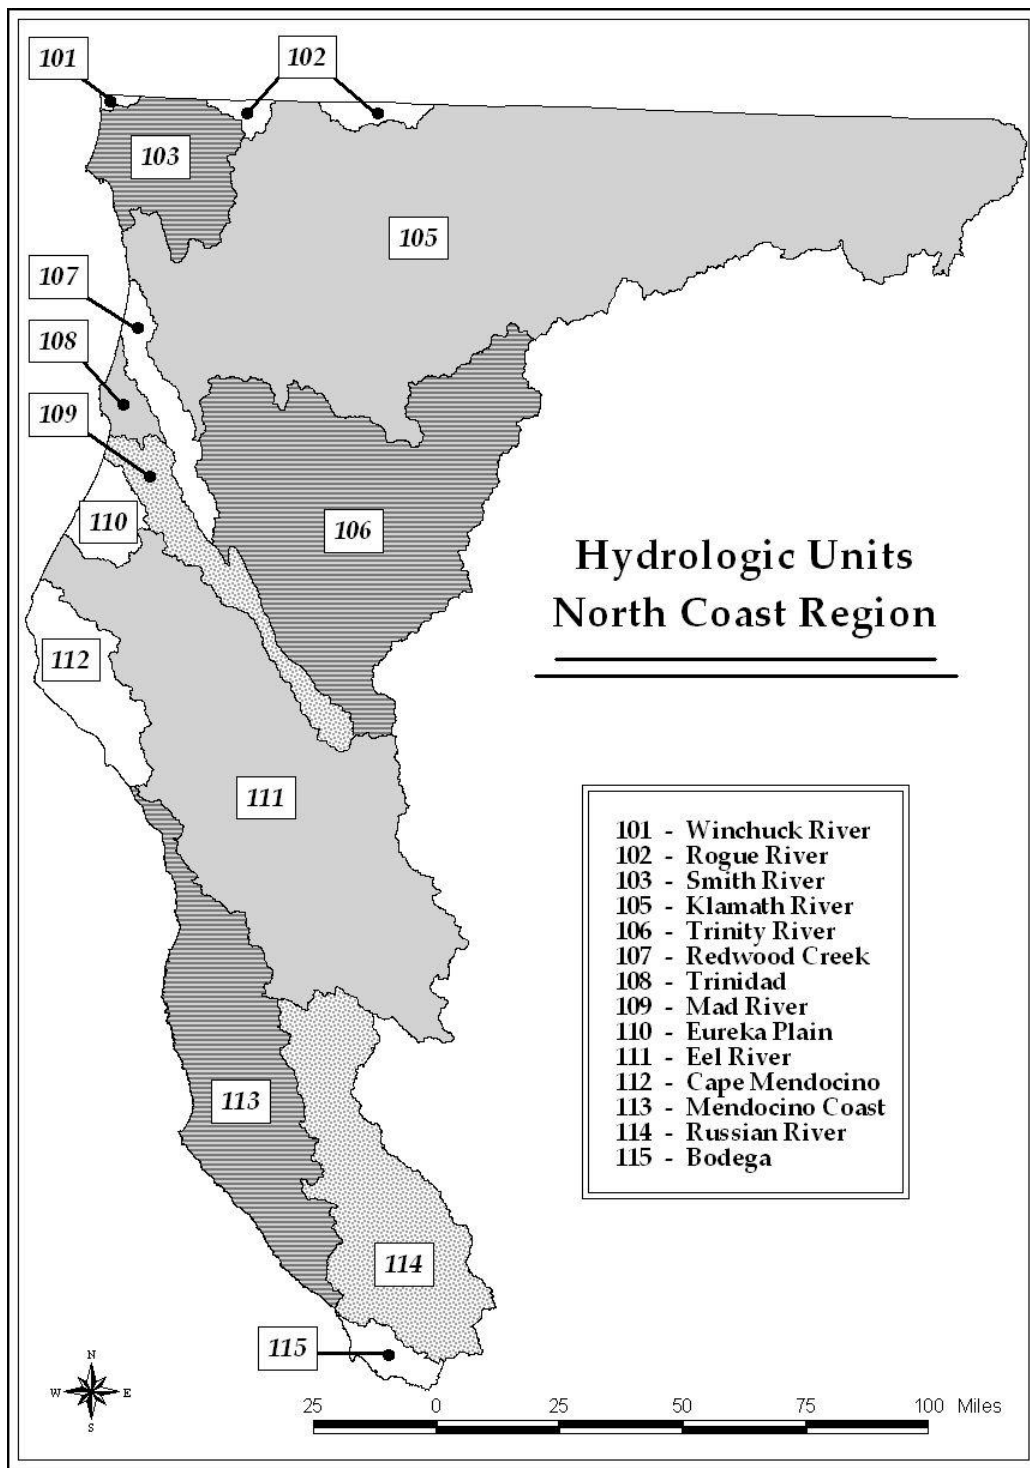 101
102
103
105
107
108
109
110
106
Hydrologic Units
North Coast Region
112
111
101 - Winchuck River
102 - Rogue River
103 - Smith River
105 - Klamath River
106 - Trinity River
107 - Redwood Creek
108 - Trinidad
109 - Mad River
110 - Eureka Plain
111 - Eel River
112 - Cape Mendocino
113 - Mendocino Coast
114 - Russian River
115 - Bodega
113
114
115
N
W E
S
25 0 25 50 75 100 Miles